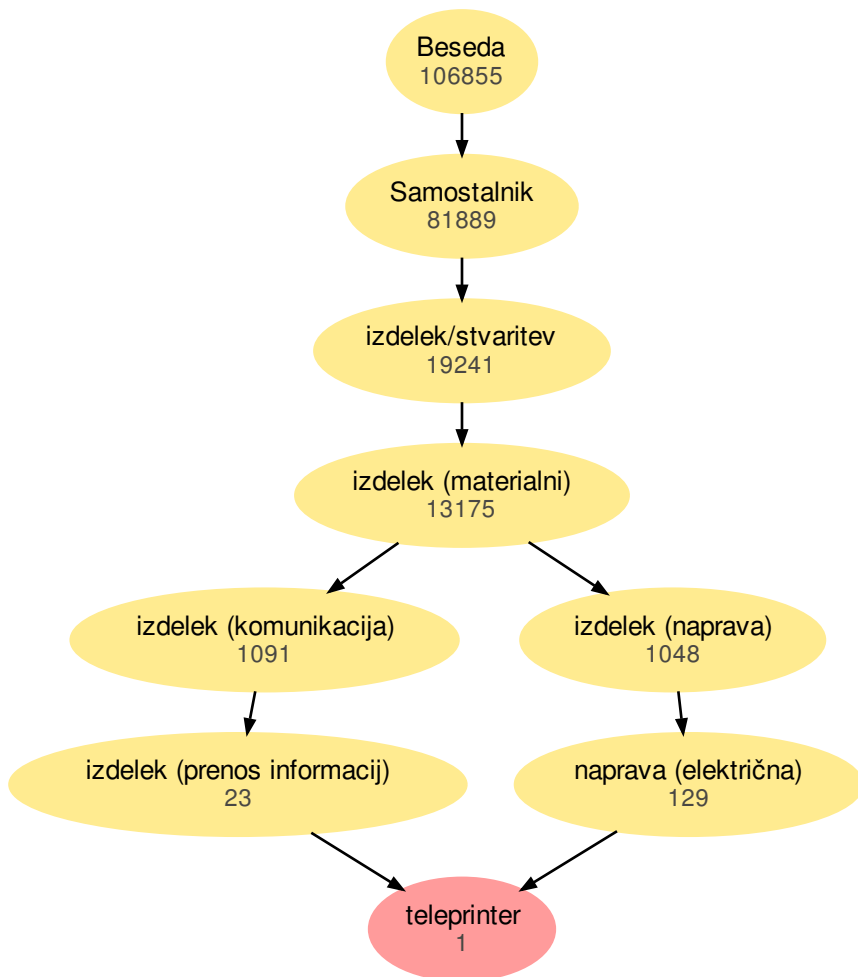 Beseda
106855
Samostalnik
81889
izdelek/stvaritev
19241
izdelek (materialni)
13175
izdelek (komunikacija)
1091
izdelek (naprava)
1048
izdelek (prenos informacij)
23
naprava (električna)
129
teleprinter
1